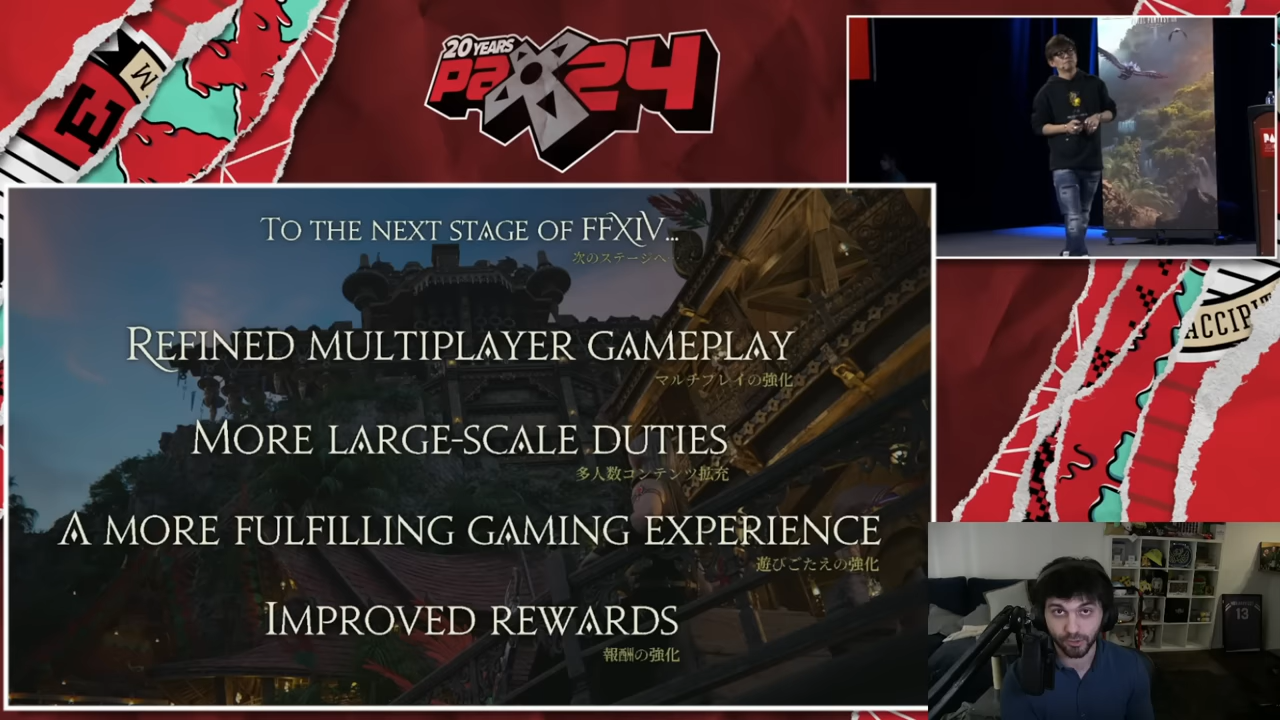 20 YEARS
PAX24
M
E
TO THE NEXT STAGE OF FFXIV...
次のステージへ
REFINED MULTIPLAYER GAMEPLAY
マルチプレイの強化
MORE LARGE-SCALE DUTIES
多人数コンテンツ拡充
A MORE FULFILLING GAMING EXPERIENCE
遊びごたえの強化
IMPROVED REWARDS
報酬の強化
ACCIPIT
13